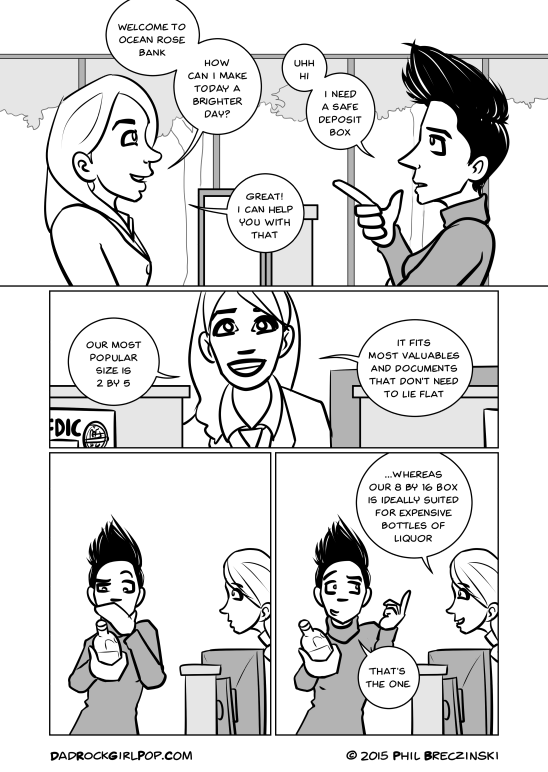 WELCOME TO
OCEAN ROSE
BANK
HOW
CAN I MAKE
TODAY A
BRIGHTER
DAY?
UHH
HI
I NEED
A SAFE
DEPOSIT
BOX
GREAT!
I CAN HELP
YOU WITH
THAT
OUR MOST
POPULAR
SIZE IS
2 BY 5
IT FITS
MOST VALUABLES
AND DOCUMENTS
THAT DON'T NEED
TO LIE FLAT
FDIC
...WHEREAS
OUR 8 BY 16 BOX
IS IDEALLY SUITED
FOR EXPENSIVE
BOTTLES OF
LIQUOR
THAT'S
THE ONE
DADROCKGIRLPOP.COM
© 2015 PHIL BRECZINSKI